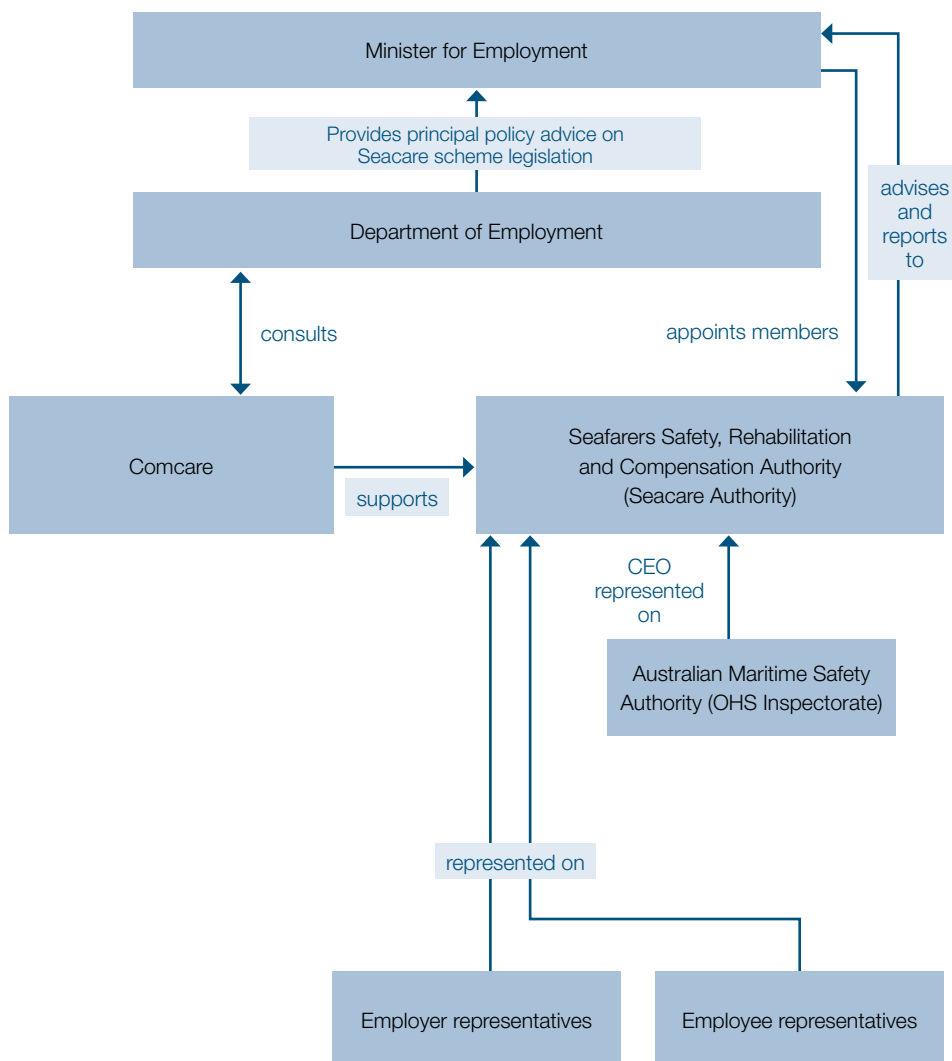 Minister for Employment
Provides principal policy advice on
Seacare scheme legislation
Department of Employment
advises
and
reports
to
consults
appoints members
Comcare
supports
Seafarers Safety, Rehabilitation
and Compensation Authority
(Seacare Authority)
CEO
represented
on
Australian Maritime Safety
Authority (OHS Inspectorate)
represented on
Employer representatives
Employee representatives